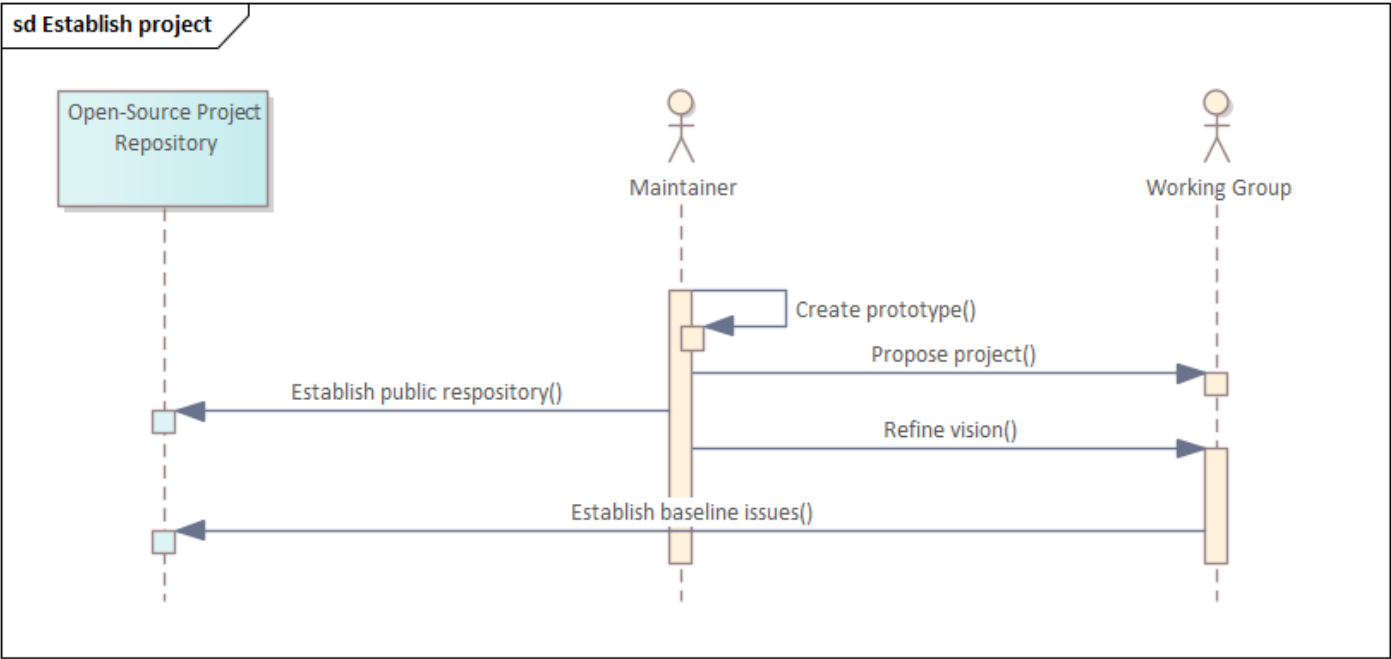 sd Establish project
Open-Source Project
Repository
Maintainer
Working Group
Create prototype()
Propose project()
Establish public respository()
Refine vision()
Establish baseline issues()